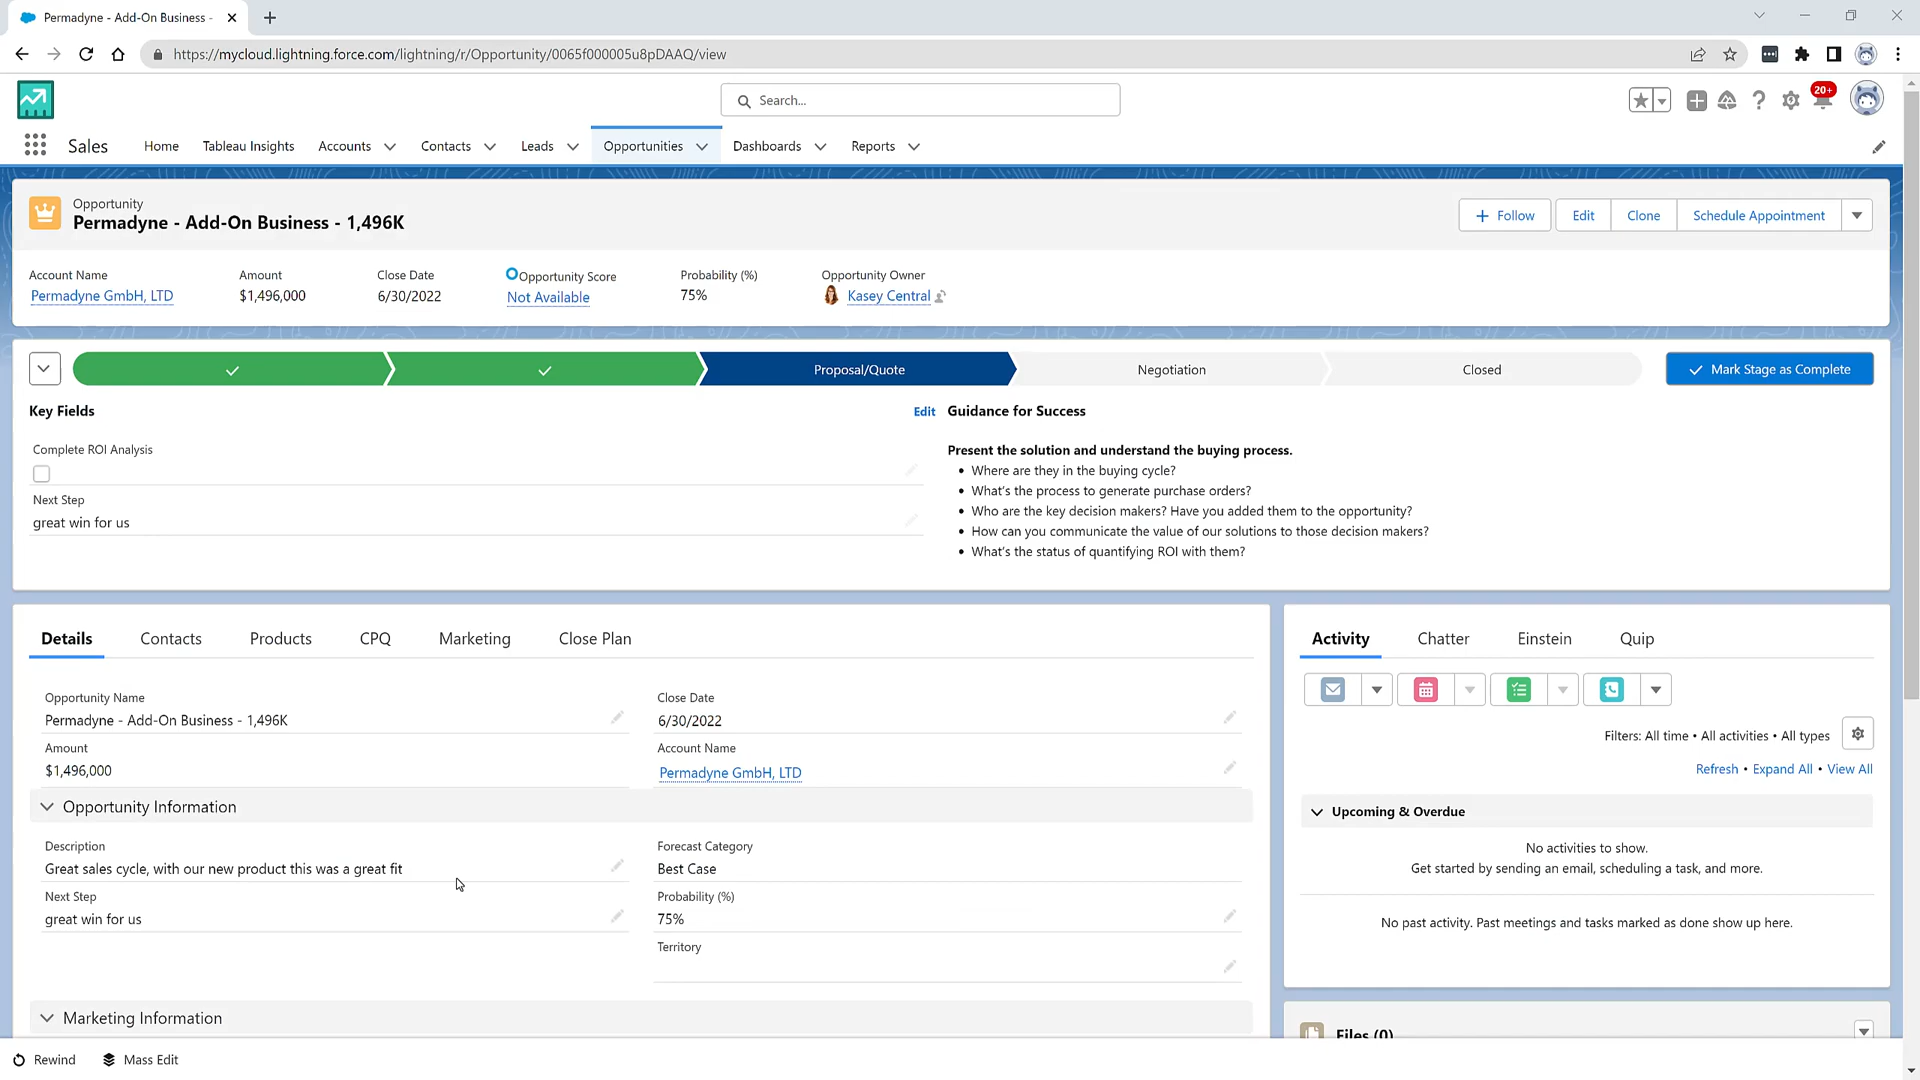 Permadyne - Add-On Business -
https://mycloud.lightning.force.com/lightning/r/Opportunity/0065f000005u8pDAAQ/view
Search...
20+
Sales Home Tableau Insights Accounts Contacts Leads Opportunities Dashboards Reports
Opportunity
Permadyne - Add-On Business - 1,496K
Follow Edit Clone Schedule Appointment
Account Name Amount Close Date Opportunity Score Probability (%) Opportunity Owner
Permadyne GmbH, LTD $1,496,000 6/30/2022 Not Available 75% Kasey Central
Proposal/Quote Negotiation Closed Mark Stage as Complete
Key Fields Edit Guidance for Success
Complete ROI Analysis
Next Step
great win for us
Present the solution and understand the buying process.
• Where are they in the buying cycle?
• What's the process to generate purchase orders?
• Who are the key decision makers? Have you added them to the opportunity?
• How can you communicate the value of our solutions to those decision makers?
• What's the status of quantifying ROI with them?
Details Contacts Products CPQ Marketing Close Plan
Opportunity Name
Permadyne - Add-On Business - 1,496K
Close Date
6/30/2022
Amount
$1,496,000
Account Name
Permadyne GmbH, LTD
Opportunity Information
Description
Great sales cycle, with our new product this was a great fit
Forecast Category
Best Case
Next Step
great win for us
Probability (%)
75%
Territory
Marketing Information
Activity Chatter Einstein Quip
Filters: All time • All activities • All types
Refresh • Expand All • View All
Upcoming & Overdue
No activities to show.
Get started by sending an email, scheduling a task, and more.
No past activity. Past meetings and tasks marked as done show up here.
Files (0)
Rewind Mass Edit